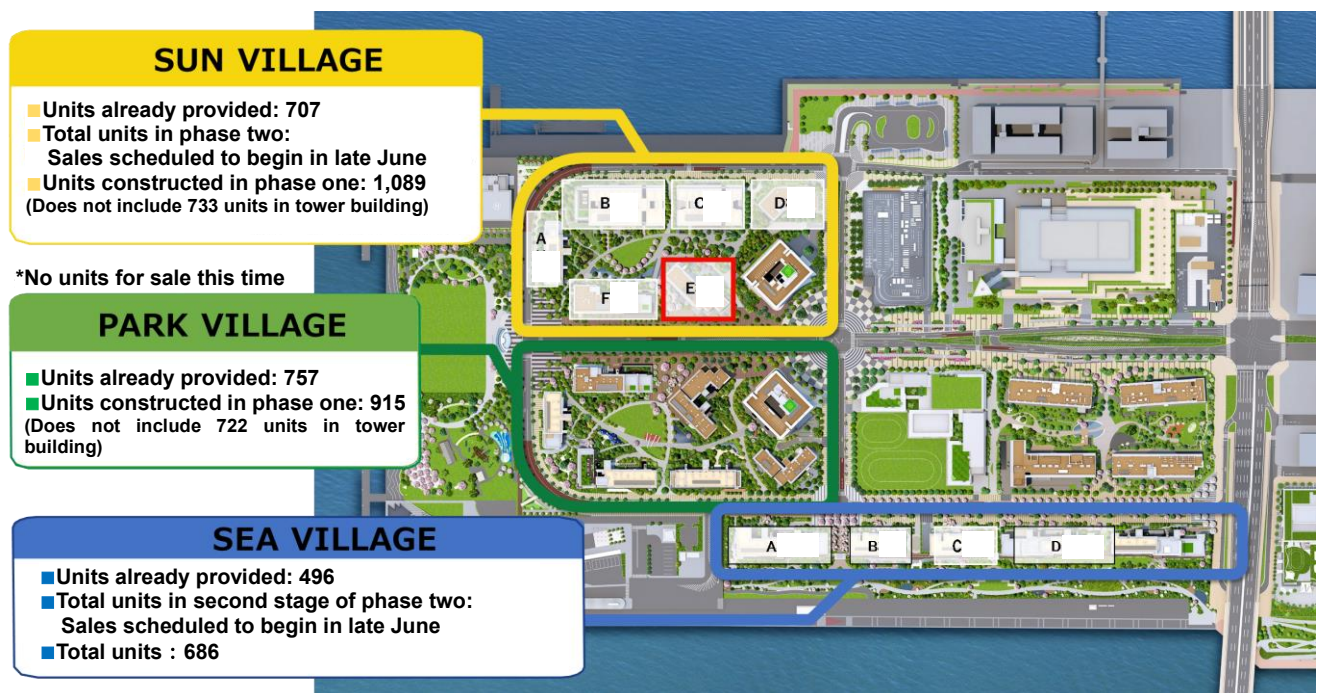 SUN VILLAGE
■Units already provided: 707
■Total units in phase two:
Sales scheduled to begin in late June
■Units constructed in phase one: 1,089
(Does not include 733 units in tower building)
*No units for sale this time
PARK VILLAGE
■Units already provided: 757
■Units constructed in phase one: 915
(Does not include 722 units in tower
building)
SEA VILLAGE
■Units already provided: 496
■Total units in second stage of phase two:
Sales scheduled to begin in late June
■Total units : 686
A
B
C
D
E
F
A
B
C
D